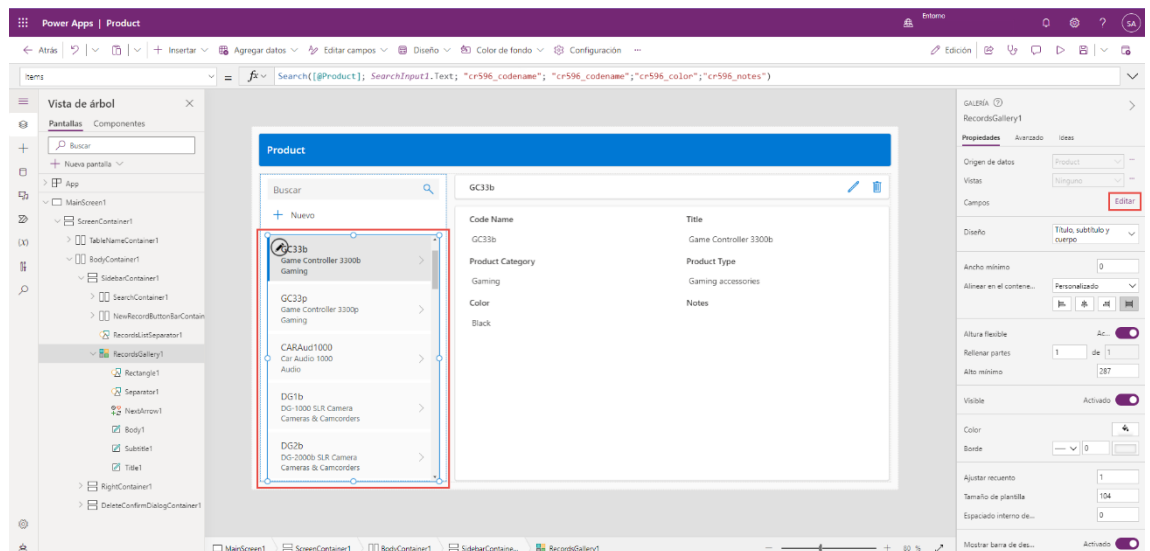 Power Apps | Product
Entorno
SA
Atrás
Insertar
Agregar datos
Editar campos
Diseño
Color de fondo
Configuración
Edición
Items
= fx Search([@Product]; SearchInput1.Text; "cr596_codename"; "cr596_codename";"cr596_color";"cr596_notes")
Vista de árbol
Pantallas Componentes
Buscar
Nueva pantalla
App
MainScreen1
ScreenContainer1
TableNameContainer1
BodyContainer1
SidebarContainer1
SearchContainer1
NewRecordButtonBarContain
RecordsListSeparator1
RecordsGallery1
Rectangle1
Separator1
NextArrow1
Body1
Subtitle1
Title1
RightContainer1
DeleteConfirmDialogContainer1
Product
Buscar
Nuevo
GC33b
Game Controller 3300b
Gaming
GC33p
Game Controller 3300p
Gaming
CARAud1000
Car Audio 1000
Audio
DG1b
DG-1000 SLR Camera
Cameras & Camcorders
DG2b
DG-2000b SLR Camera
Cameras & Camcorders
GC33b
Code Name Title
GC33b Game Controller 3300b
Product Category Product Type
Gaming Gaming accessories
Color Notes
Black
GALERÍA
RecordsGallery1
Propiedades Avanzado Ideas
Origen de datos Product
Vistas Ninguno
Campos Editar
Diseño Título, subtítulo y cuerpo
Ancho mínimo 0
Alinear en el contene... Personalizado
Altura flexible Ac...
Rellenar partes 1 de 1
Alto mínimo 287
Visible Activado
Color
Borde 0
Ajustar recuento 1
Tamaño de plantilla 104
Espaciado interno de... 0
Mostrar barra de des... Activado
MainScreen1 ScreenContainer1 BodyContainer1 SidebarContaine... RecordsGallery1 60 %